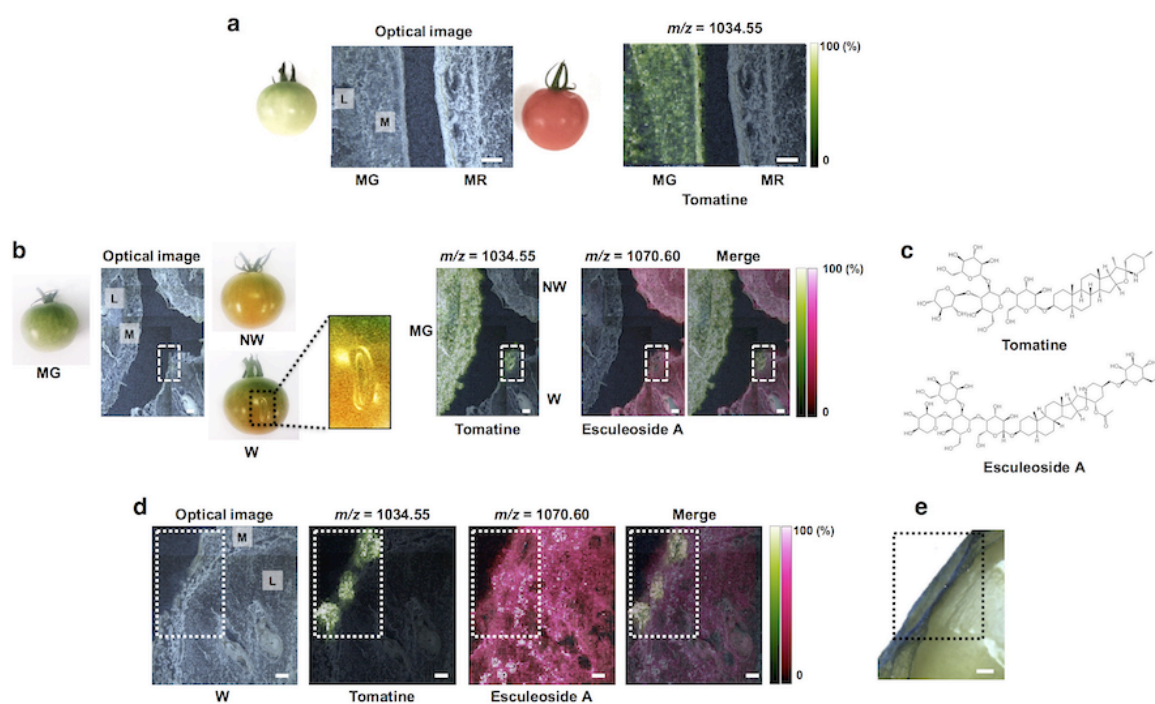 a
Optical image
m/z = 1034.55
100 (%)
L
M
0
MG
MR
MG
MR
Tomatine
b
Optical image
m/z = 1034.55
m/z = 1070.60
Merge
100 (%)
c
L
M
NW
MG
NW
MG
W
0
Tomatine
W
Tomatine
Esculeoside A
Esculeoside A
d
Optical image
m/z = 1034.55
m/z = 1070.60
Merge
e
M
100 (%)
L
0
W
Tomatine
Esculeoside A